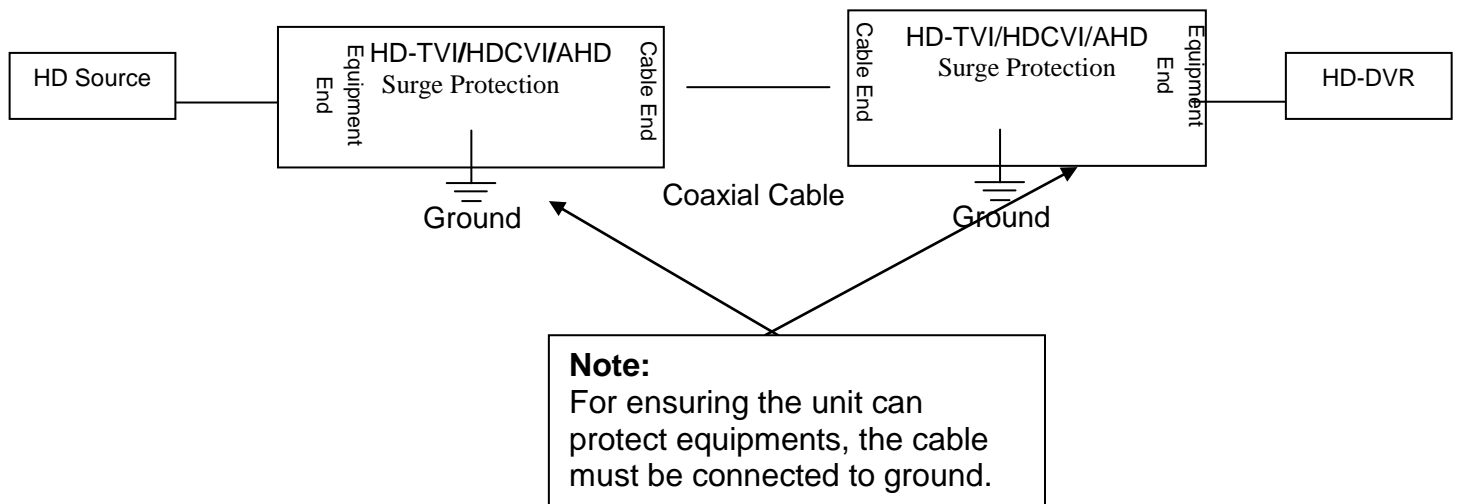 HD Source
Equipment
End
HD-TVI/HDCVI/AHD
Surge Protection
Cable End
Ground
Coaxial Cable
Cable End
HD-TVI/HDCVI/AHD
Surge Protection
Equipment
End
Ground
HD-DVR
Note:
For ensuring the unit can
protect equipments, the cable
must be connected to ground.